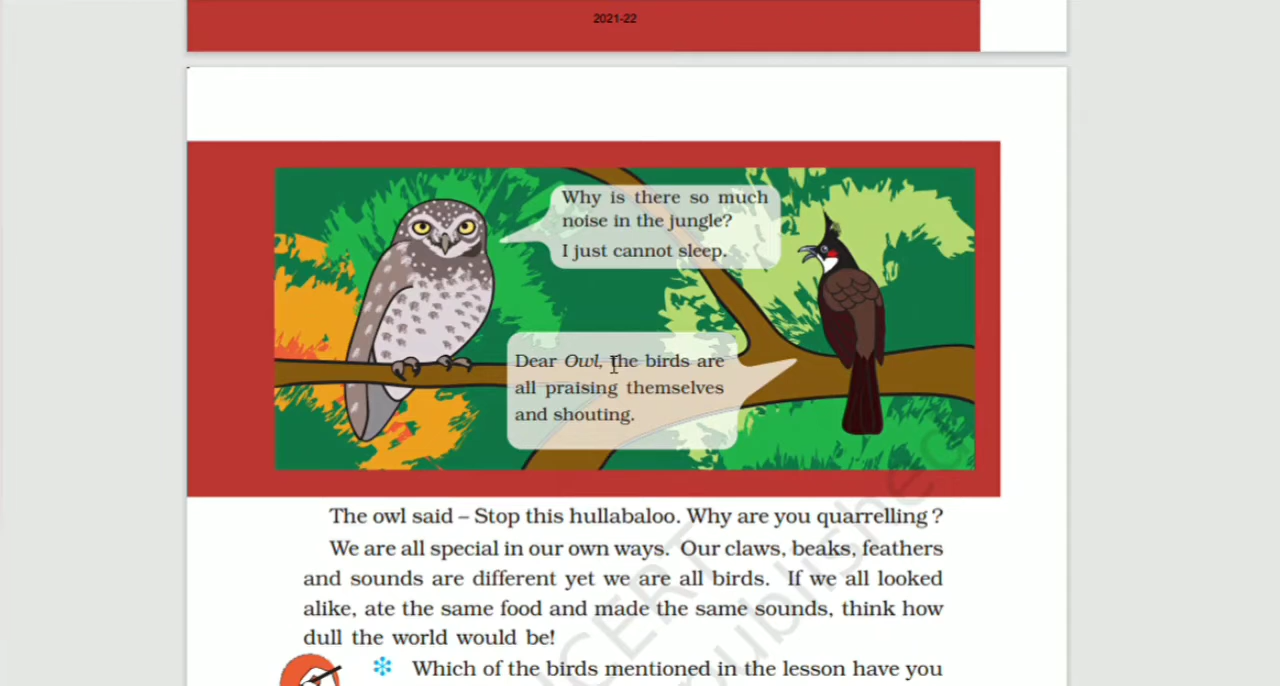 2021-22
Why is there so much
noise in the jungle?
I just cannot sleep.
Dear Owl, the birds are
all praising themselves
and shouting.
The owl said – Stop this hullabaloo. Why are you quarrelling ?
We are all special in our own ways. Our claws, beaks, feathers
and sounds are different yet we are all birds. If we all looked
alike, ate the same food and made the same sounds, think how
dull the world would be!
Which of the birds mentioned in the lesson have you
NCERT
published